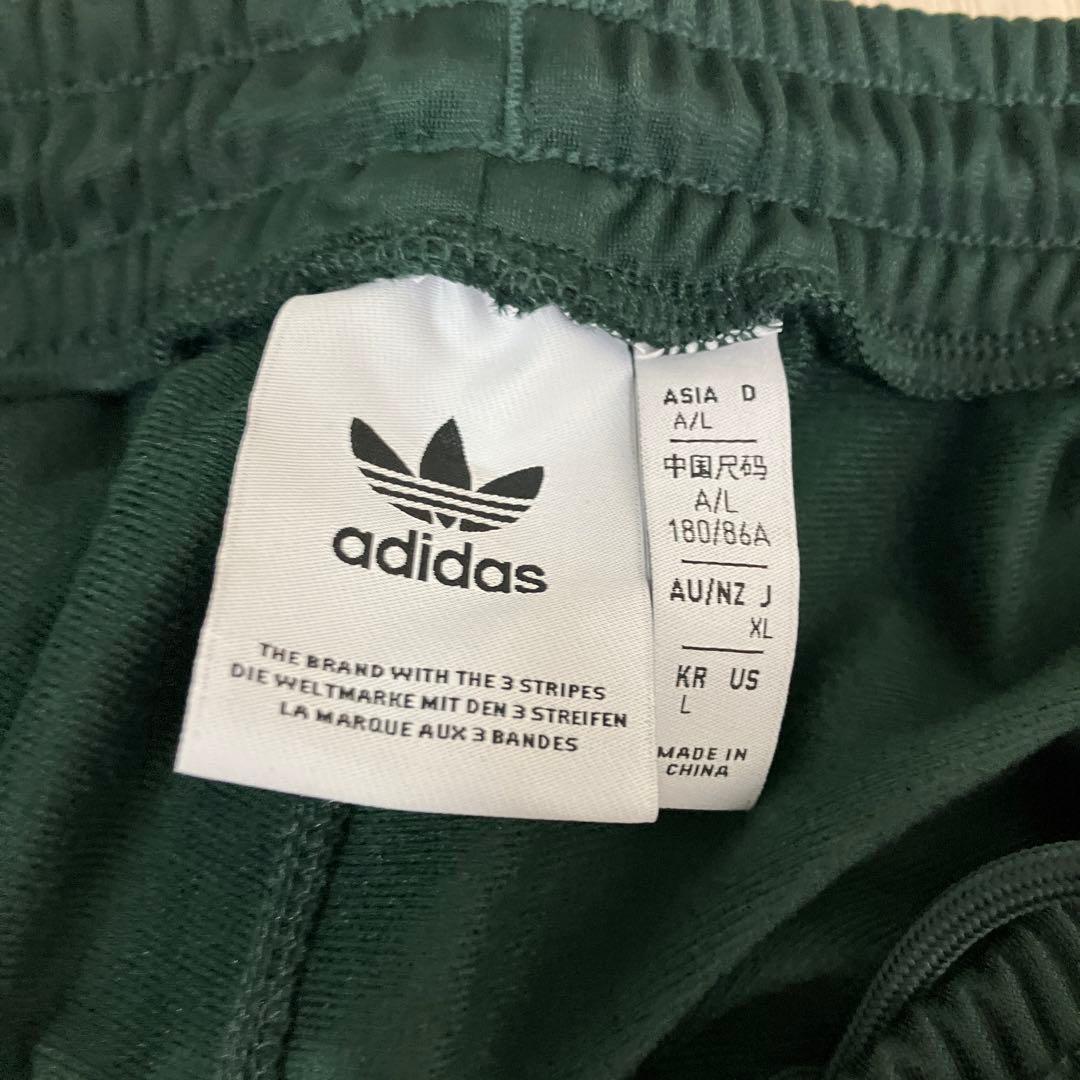 adidas
THE BRAND WITH THE 3 STRIPES
DIE WELTMARKE MIT DEN 3 STREIFEN
LA MARQUE AUX 3 BANDES
ASIA D
A/L
中国尺码
A/L
180/86A
AU/NZ J
XL
KR US
L
MADE IN
CHINA